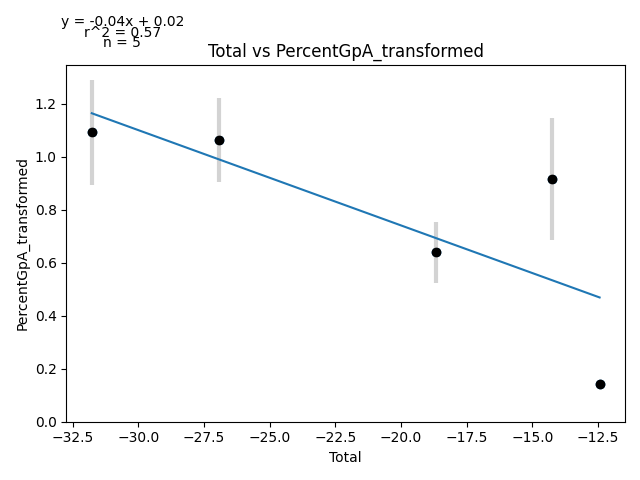 y = -0.04x + 0.02
r^2 = 0.57
n = 5
Total vs PercentGpA_transformed
PercentGpA_transformed
1.2
1.0
0.8
0.6
0.4
0.2
0.0
−32.5 −30.0 −27.5 −25.0 −22.5 −20.0 −17.5 −15.0 −12.5
Total